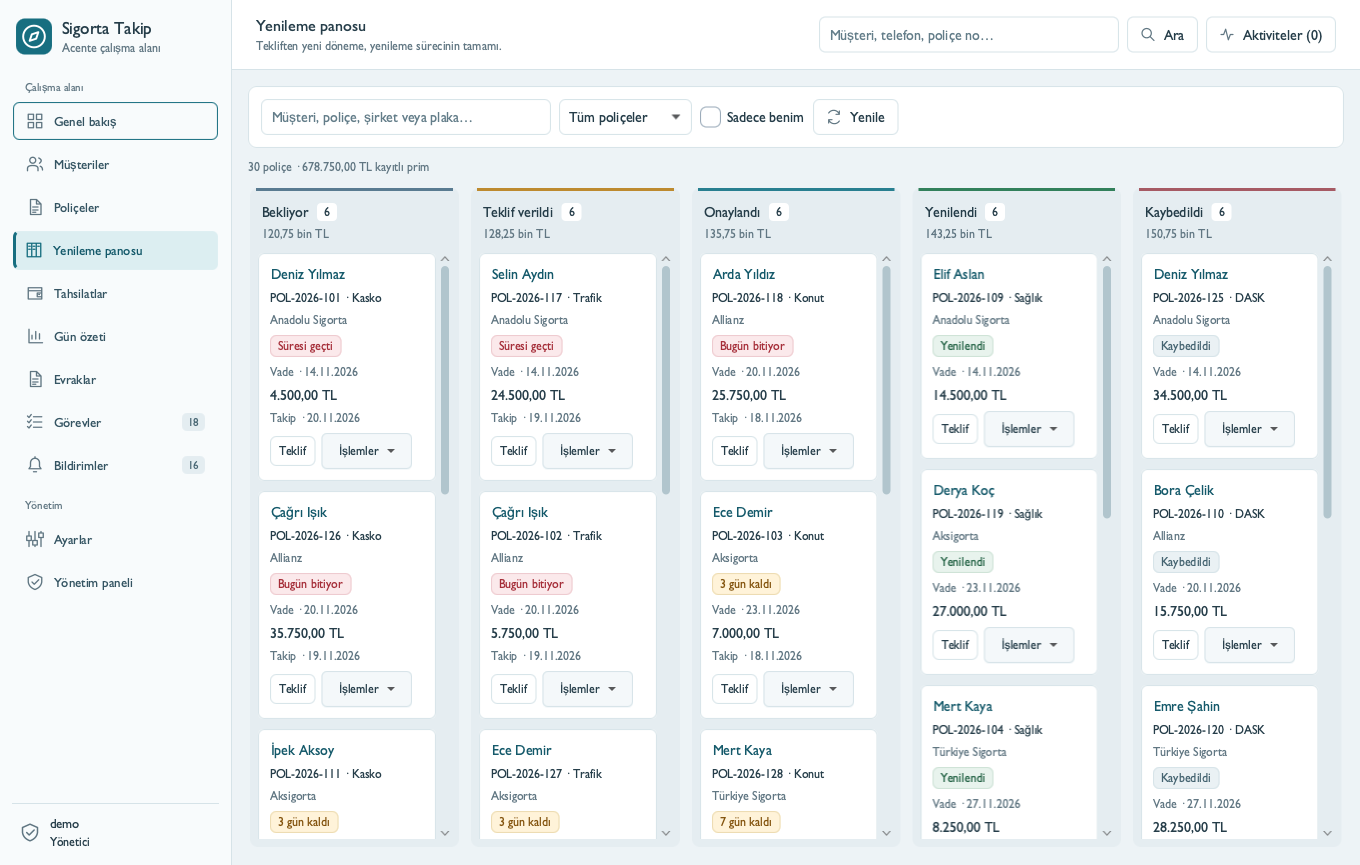 Sigorta Takip
Acente çalışma alanı
Çalışma alanı
Genel bakış
Müşteriler
Poliçeler
Yenileme panosu
Tahsilatlar
Gün özeti
Evraklar
Görevler 18
Bildirimler 16
Yönetim
Ayarlar
Yönetim paneli
demo
Yönetici
Yenileme panosu
Tekliften yeni döneme, yenileme sürecinin tamamı.
Müşteri, telefon, poliçe no...
Ara
Aktiviteler (0)
Müşteri, poliçe, şirket veya plaka...
Tüm poliçeler
Sadece benim
Yenile
30 poliçe · 678.750,00 TL kayıtlı prim
Bekliyor 6
120,75 bin TL
Deniz Yılmaz
POL-2026-101 · Kasko
Anadolu Sigorta
Süresi geçti
Vade · 14.11.2026
4.500,00 TL
Takip · 20.11.2026
Teklif İşlemler
Çağrı Işık
POL-2026-126 · Kasko
Allianz
Bugün bitiyor
Vade · 20.11.2026
35.750,00 TL
Takip · 19.11.2026
Teklif İşlemler
İpek Aksoy
POL-2026-111 · Kasko
Aksigorta
3 gün kaldı
Teklif verildi 6
128,25 bin TL
Selin Aydın
POL-2026-117 · Trafik
Anadolu Sigorta
Süresi geçti
Vade · 14.11.2026
24.500,00 TL
Takip · 19.11.2026
Teklif İşlemler
Çağrı Işık
POL-2026-102 · Trafik
Allianz
Bugün bitiyor
Vade · 20.11.2026
5.750,00 TL
Takip · 19.11.2026
Teklif İşlemler
Ece Demir
POL-2026-127 · Trafik
Aksigorta
3 gün kaldı
Onaylandı 6
135,75 bin TL
Arda Yıldız
POL-2026-118 · Konut
Allianz
Bugün bitiyor
Vade · 20.11.2026
25.750,00 TL
Takip · 18.11.2026
Teklif İşlemler
Ece Demir
POL-2026-103 · Konut
Aksigorta
3 gün kaldı
Vade · 23.11.2026
7.000,00 TL
Takip · 18.11.2026
Teklif İşlemler
Mert Kaya
POL-2026-128 · Konut
Türkiye Sigorta
7 gün kaldı
Yenilendi 6
143,25 bin TL
Elif Aslan
POL-2026-109 · Sağlık
Anadolu Sigorta
Yenilendi
Vade · 14.11.2026
14.500,00 TL
Teklif İşlemler
Derya Koç
POL-2026-119 · Sağlık
Aksigorta
Yenilendi
Vade · 23.11.2026
27.000,00 TL
Teklif İşlemler
Mert Kaya
POL-2026-104 · Sağlık
Türkiye Sigorta
Yenilendi
Vade · 27.11.2026
8.250,00 TL
Kaybedildi 6
150,75 bin TL
Deniz Yılmaz
POL-2026-125 · DASK
Anadolu Sigorta
Kaybedildi
Vade · 14.11.2026
34.500,00 TL
Teklif İşlemler
Bora Çelik
POL-2026-110 · DASK
Allianz
Kaybedildi
Vade · 20.11.2026
15.750,00 TL
Teklif İşlemler
Emre Şahin
POL-2026-120 · DASK
Türkiye Sigorta
Kaybedildi
Vade · 27.11.2026
28.250,00 TL